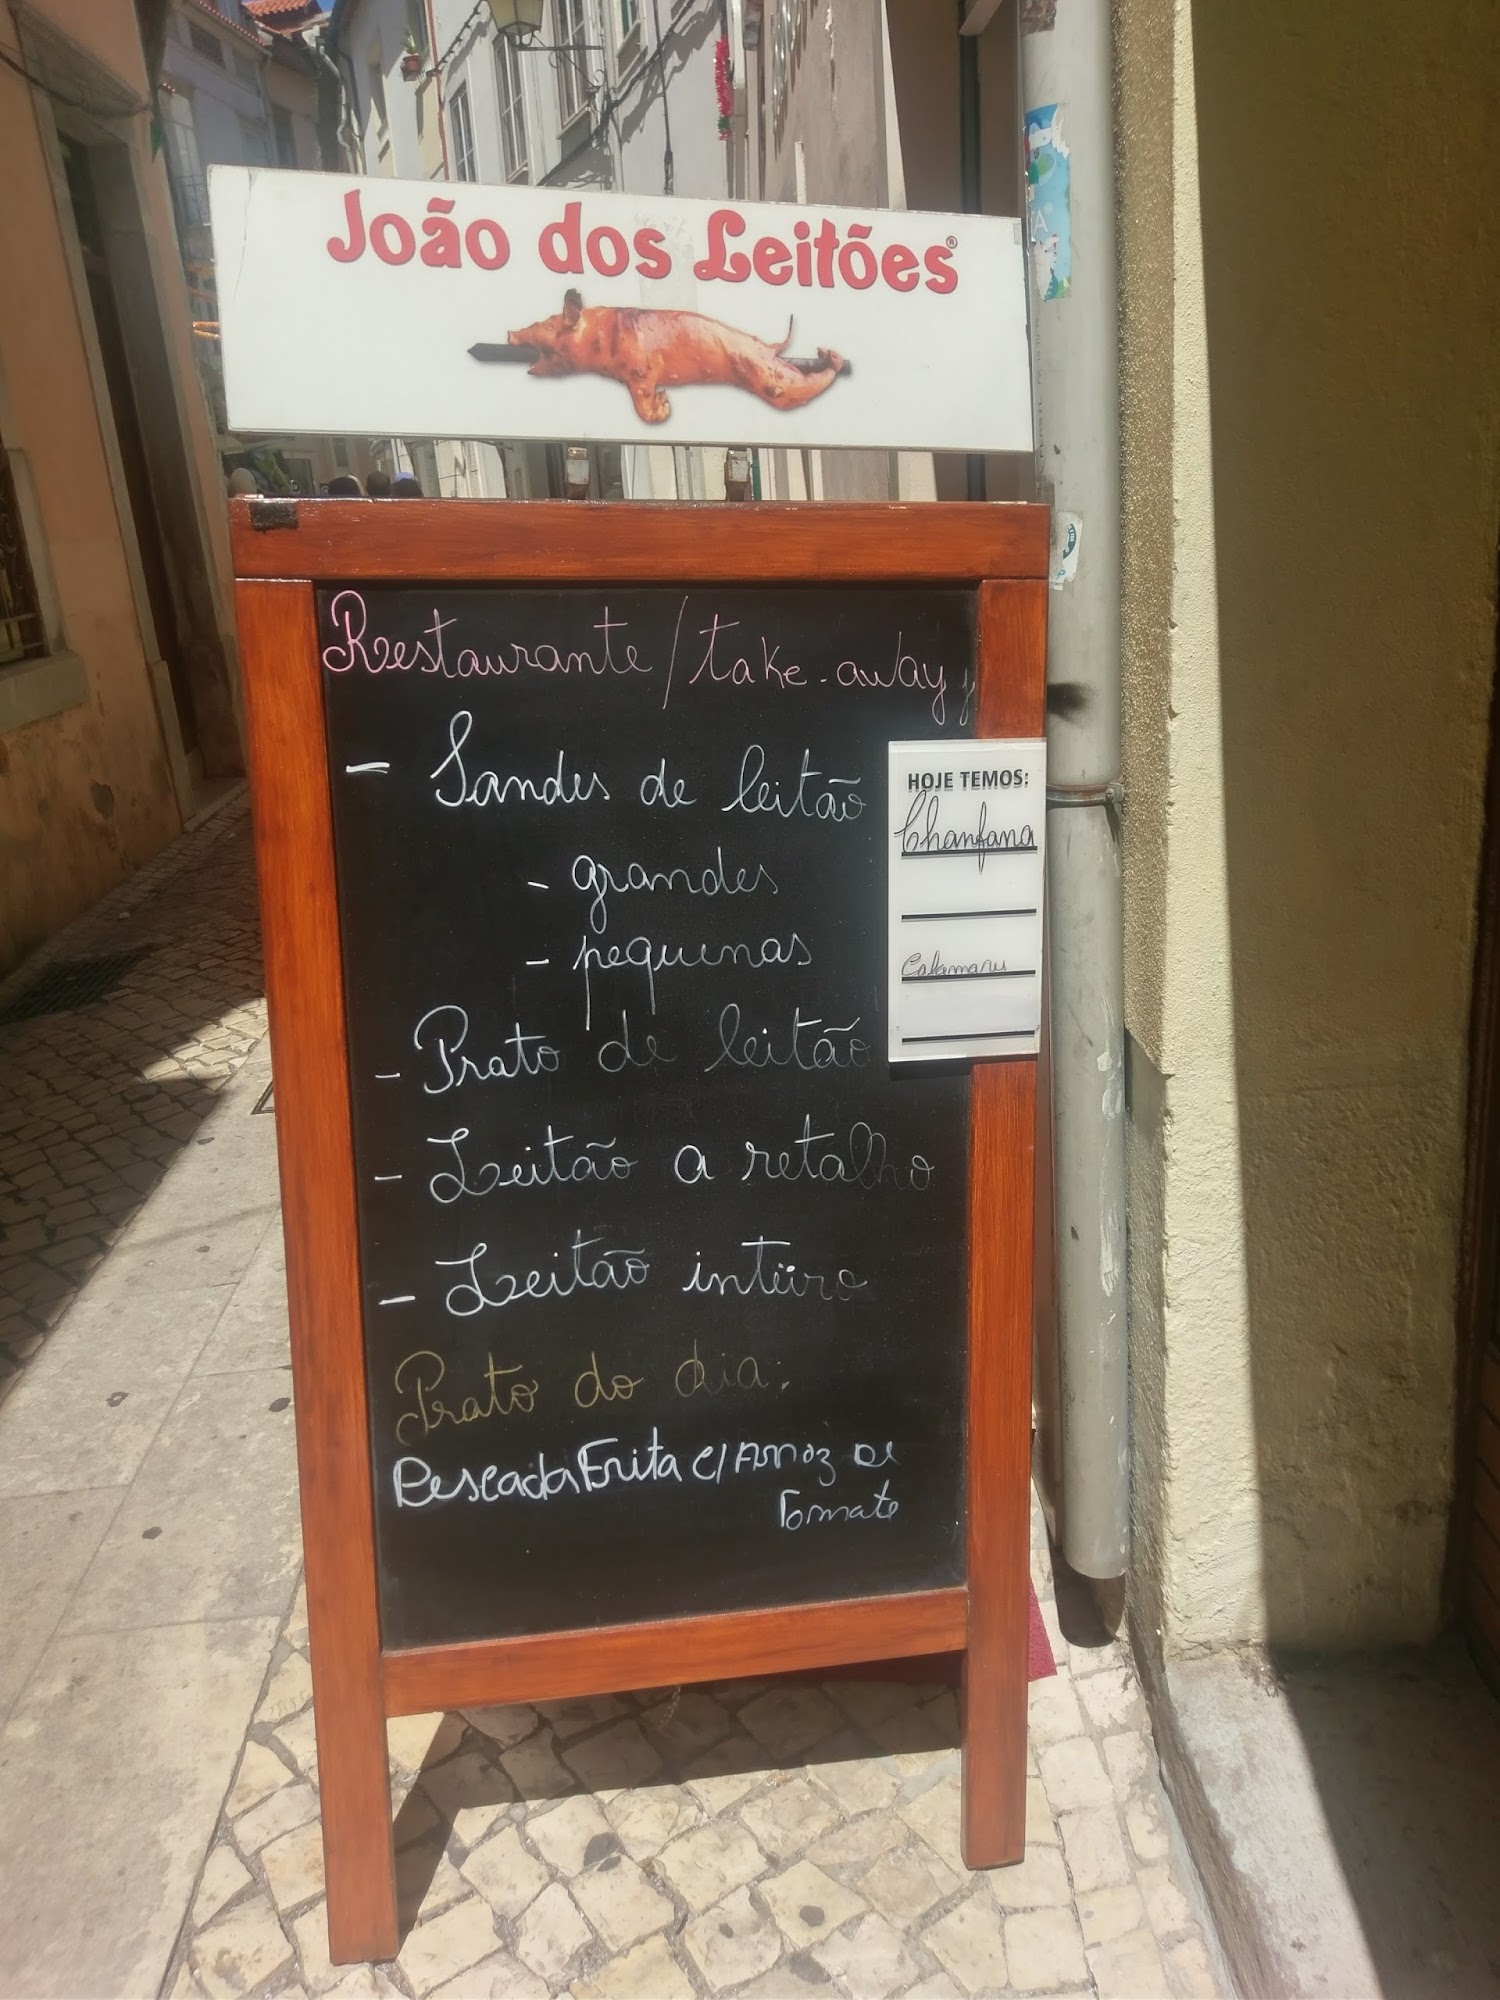 João dos Leitões®
Restaurante/take-away
- Sandes de leitão
- grandes
- pequenas
- Prato de leitão
- Leitão a retalho
- Leitão inteiro
Prato do dia:
Pescada Frita c/ Arroz de
Tomate
HOJE TEMOS:
Chanfana
Calamares